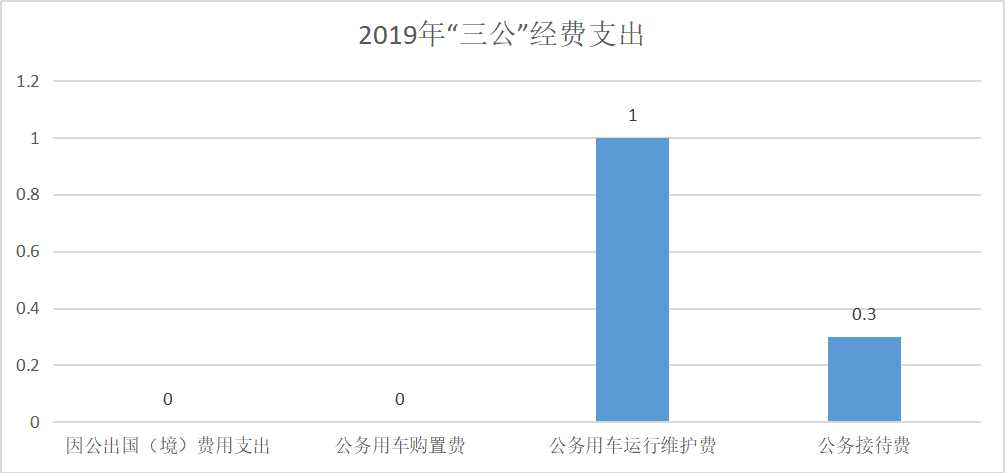 2019年“三公”经费支出
1.2
1
0.8
0.6
0.4
0.2
0
0
0
1
0.3
因公出国（境）费用支出
公务用车购置费
公务用车运行维护费
公务接待费